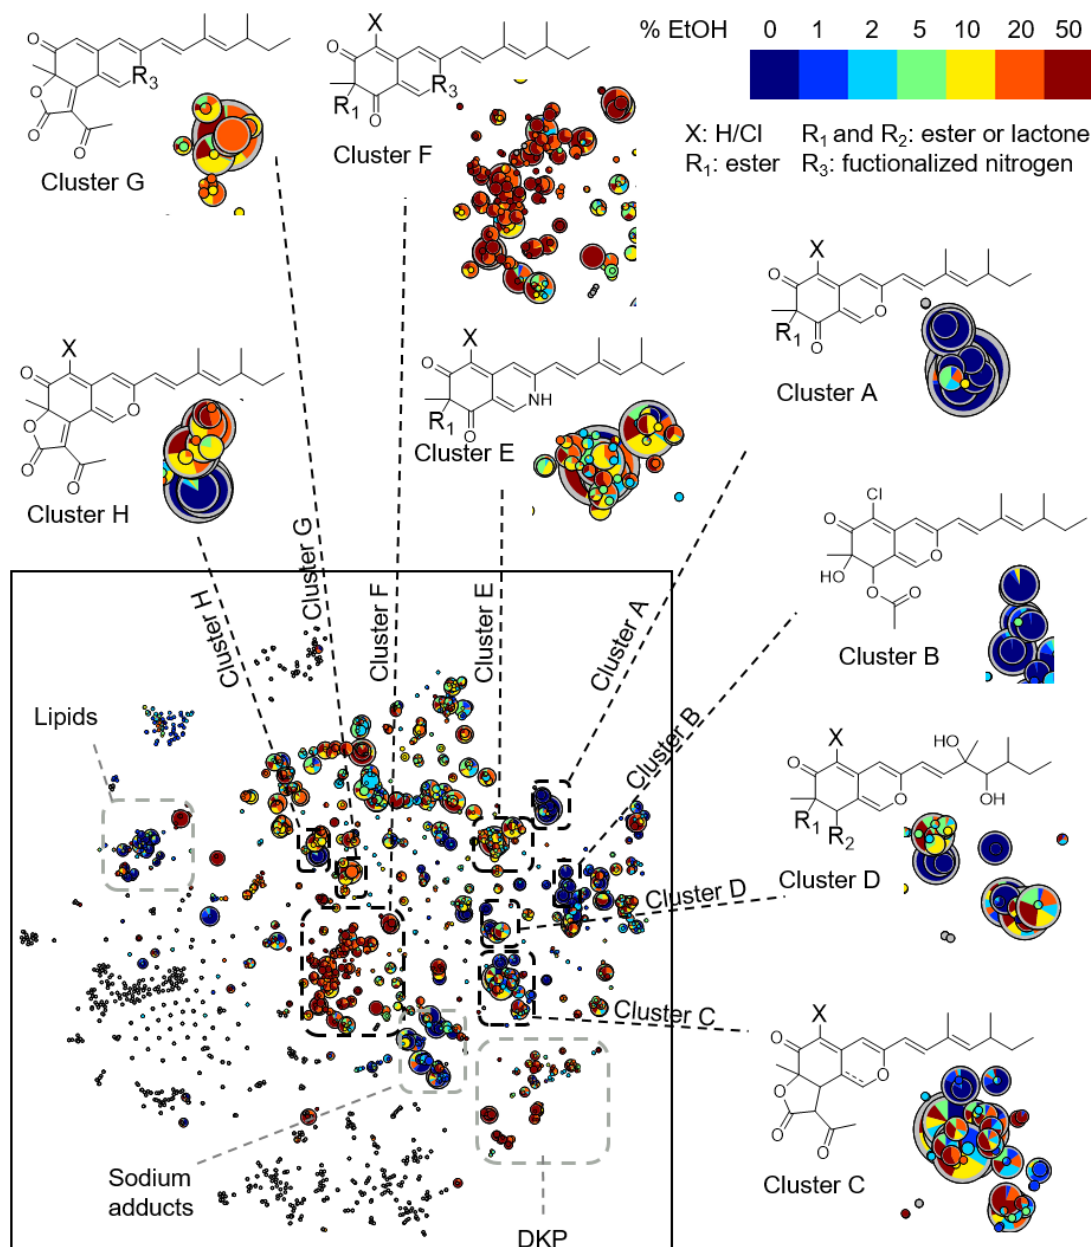 % EtOH 0 1 2 5 10 20 50
X: H/Cl R1 and R2: ester or lactone
R1: ester R3: fuctionalized nitrogen
O
R3
O
O
O
Cluster G
X
O
R3
R1
O
Cluster F
X
O
O
R1
O
Cluster A
X
O
O
O
O
O
Cluster H
X
O
R1
NH
O
Cluster E
Cl
O
O
HO
O
O
Cluster B
X
HO
O
O
OH
R1
R2
Cluster D
X
O
O
O
O
O
Cluster C
Cluster H
Cluster G
Cluster F
Cluster E
Cluster A
Cluster B
Cluster D
Cluster C
Lipids
Sodium
adducts
DKP